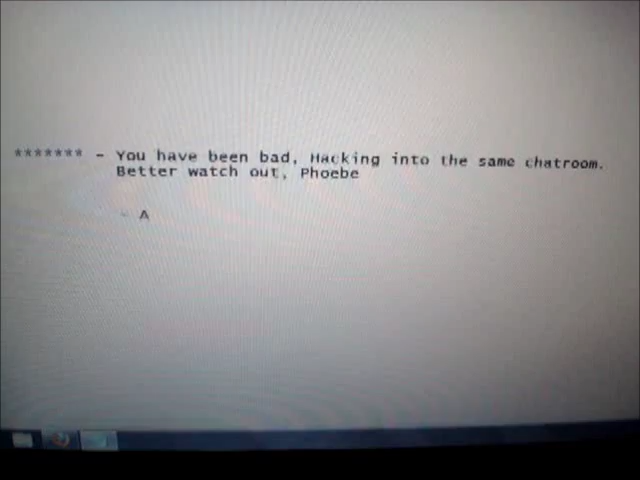 ******* - You have been bad, Hacking into the same chatroom.
Better watch out, Phoebe
- A